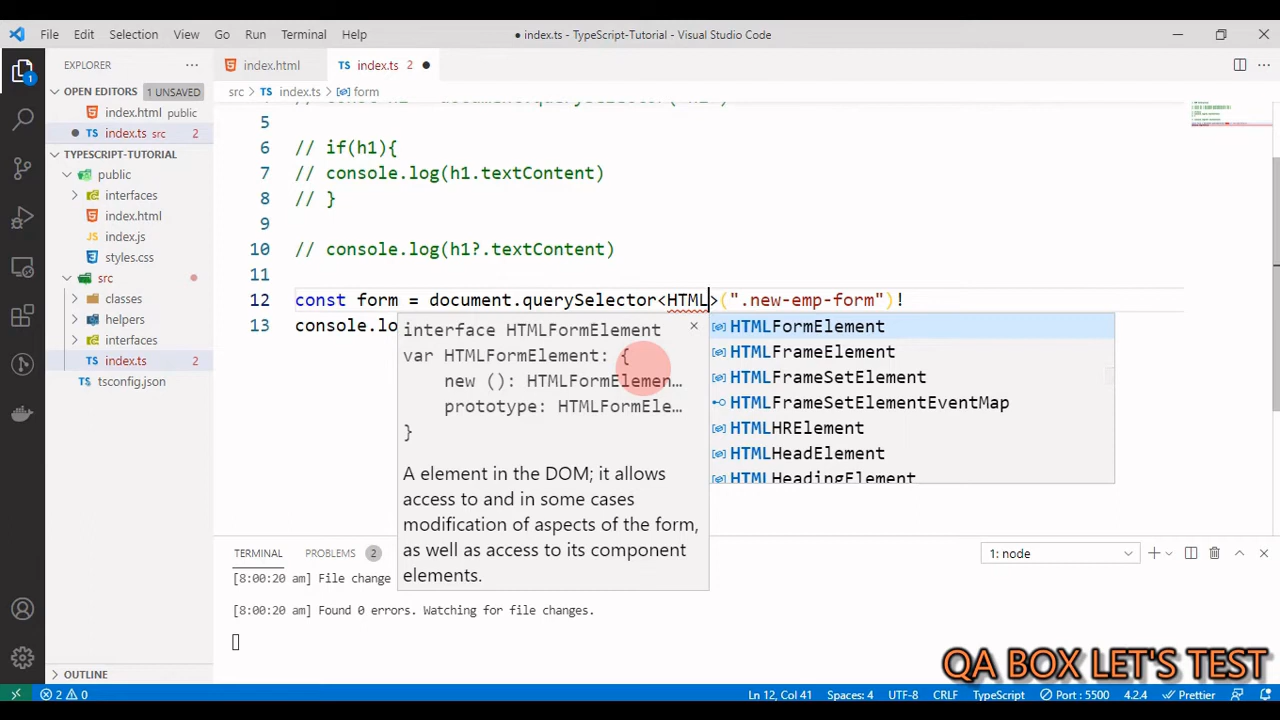 File Edit Selection View Go Run Terminal Help
● index.ts - TypeScript-Tutorial - Visual Studio Code
EXPLORER
index.html
index.ts 2
OPEN EDITORS 1 UNSAVED
index.html public
index.ts 2
TYPESCRIPT-TUTORIAL
public
interfaces
index.html
index.js
styles.css
src
classes
helpers
interfaces
index.ts 2
tsconfig.json
OUTLINE
src > TS index.ts > form
5
6 // if(h1){
7 // console.log(h1.textContent)
8 // }
9
10 // console.log(h1?.textContent)
11
12 const form = document.querySelector<HTML>(".new-emp-form")!
13 console.lo
interface HTMLFormElement
var HTMLFormElement: {
new (): HTMLFormElemen…
prototype: HTMLFormEle…
}
A element in the DOM; it allows
access to and in some cases
modification of aspects of the form,
as well as access to its component
elements.
HTMLFormElement
HTMLFrameElement
HTMLFrameSetElement
HTMLFrameSetElementEventMap
HTMLHRElement
HTMLHeadElement
HTMLHeadingElement
TERMINAL PROBLEMS 2
1: node
[8:00:20 am] File change
[8:00:20 am] Found 0 errors. Watching for file changes.
QA BOX LET'S TEST
2 0
Ln 12, Col 41 Spaces: 4 UTF-8 CRLF TypeScript Port : 5500 4.2.4 Prettier